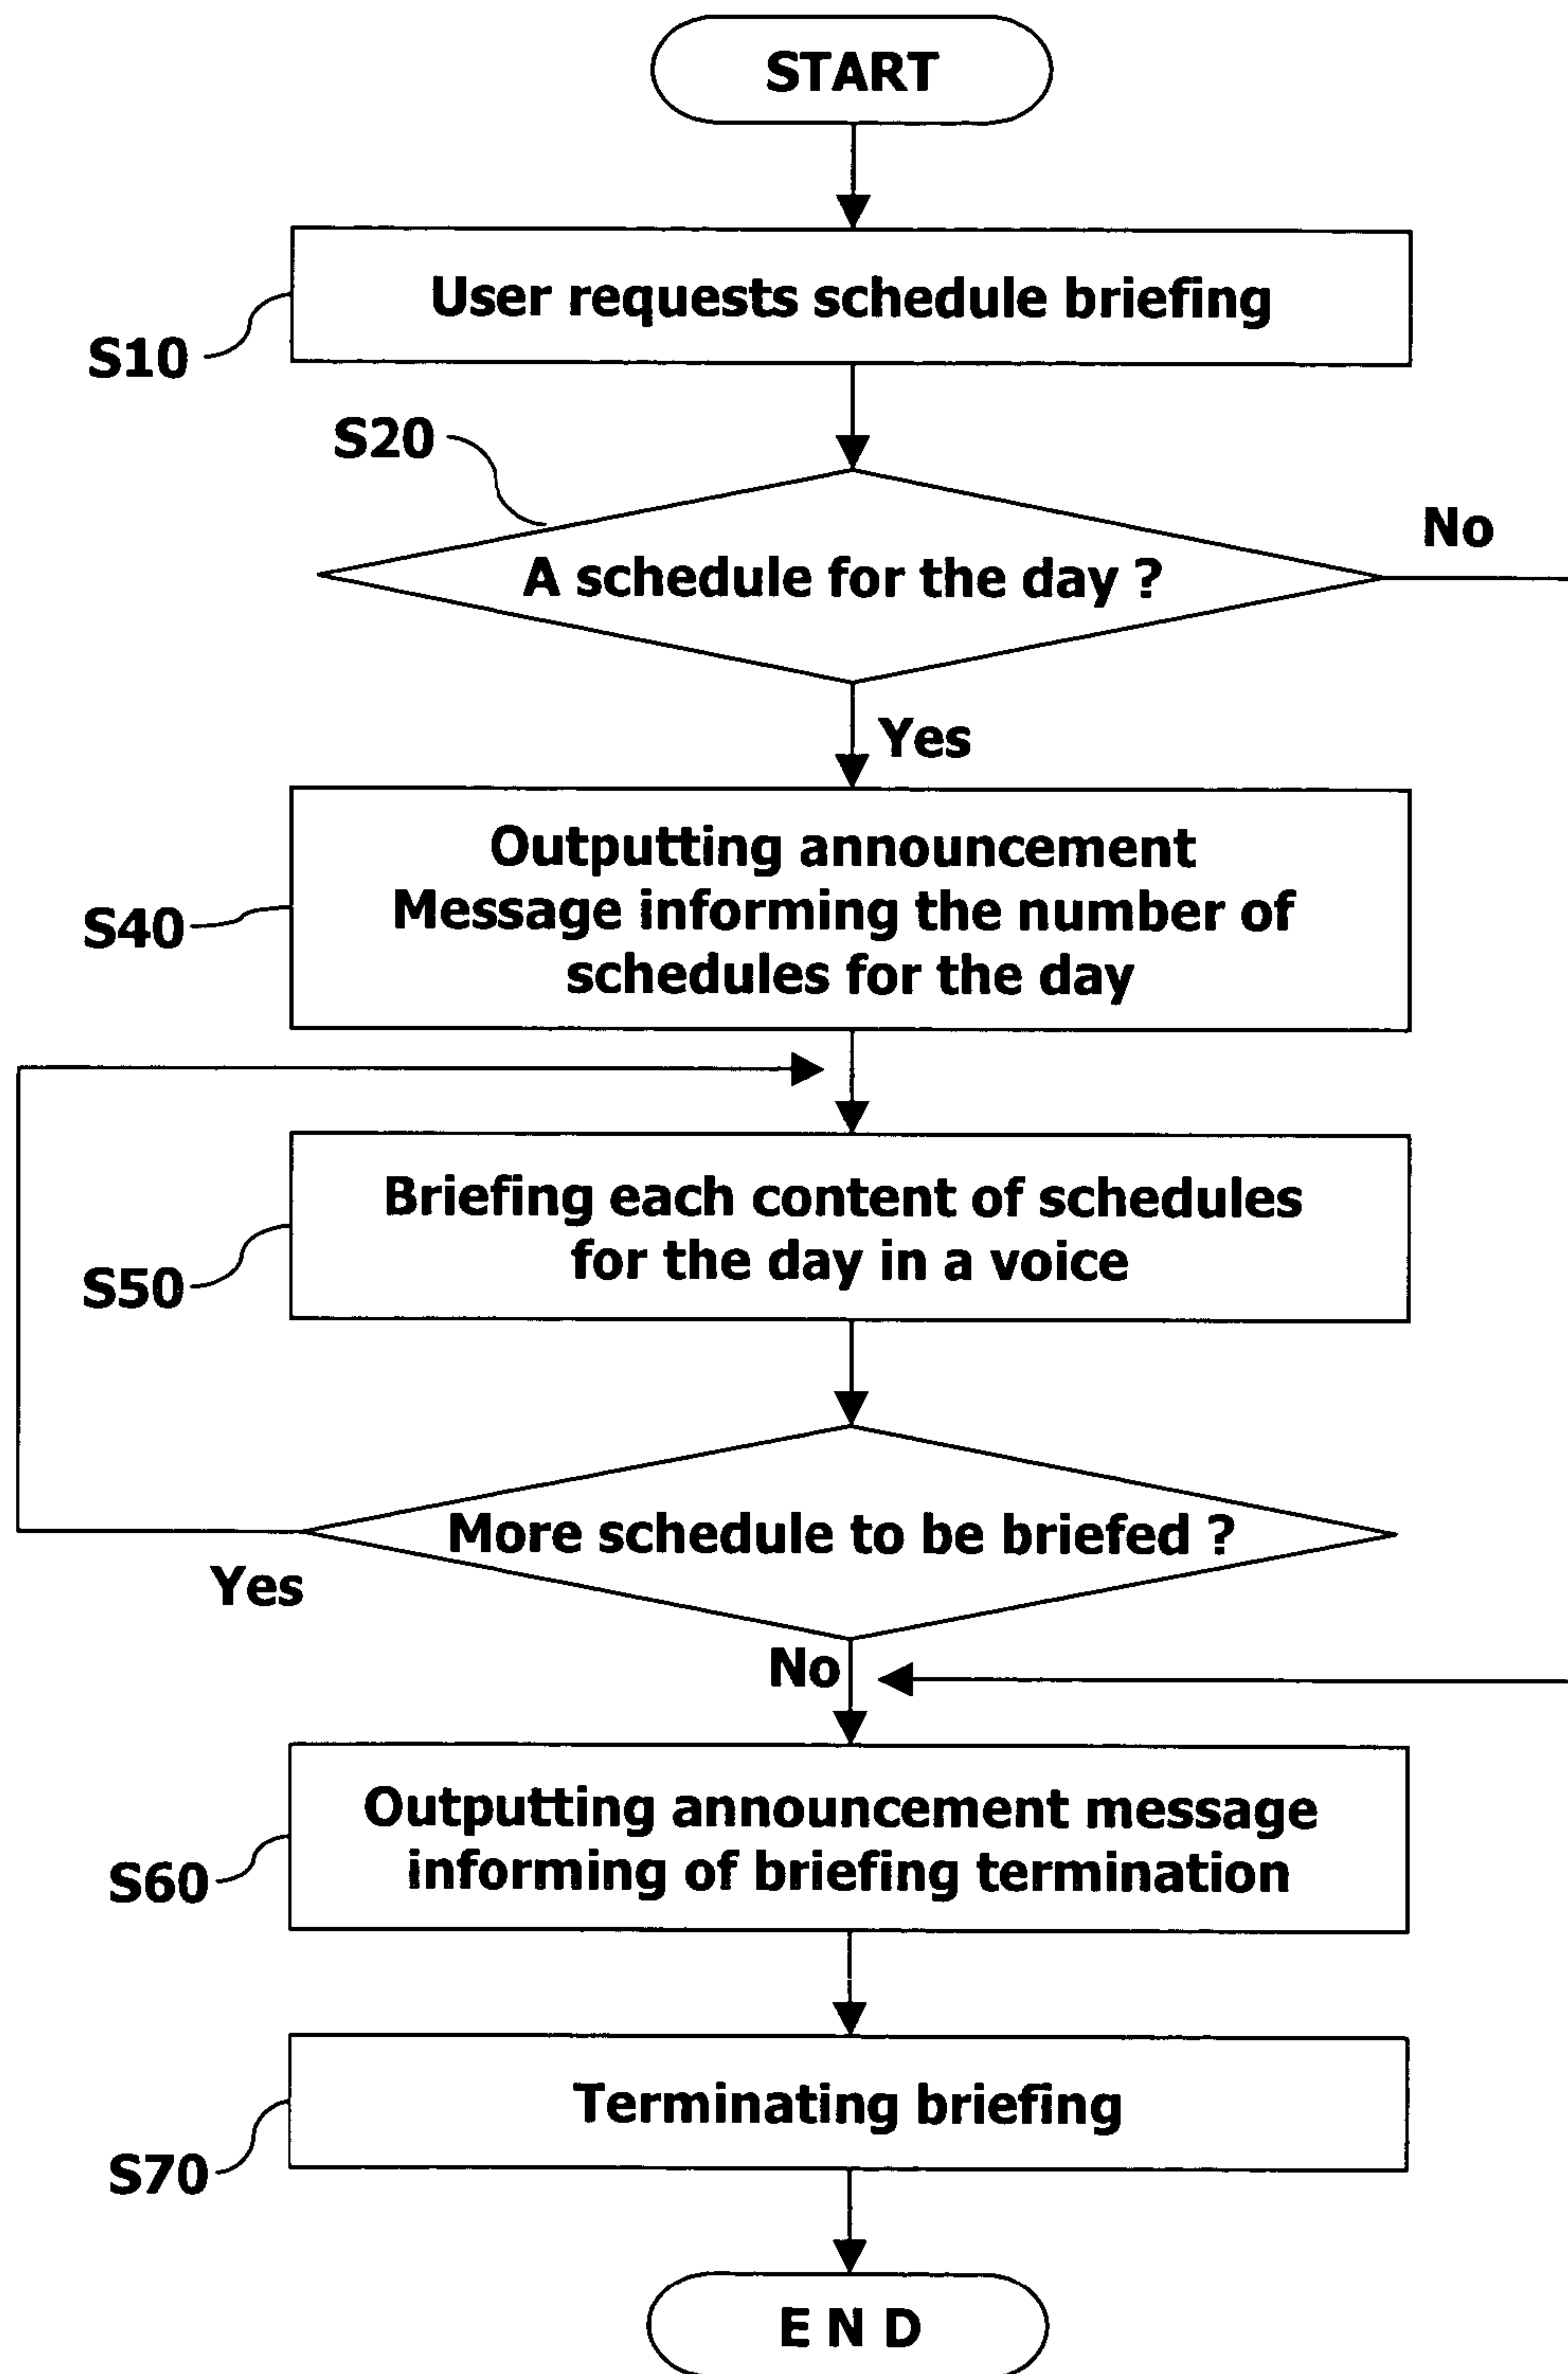 START
User requests schedule briefing
S10
S20
No
A schedule for the day ?
Yes
Outputting announcement
Message informing the number of
schedules for the day
S40
Briefing each content of schedules
for the day in a voice
S50
More schedule to be briefed ?
Yes
No
Outputting announcement message
informing of briefing termination
S60
Terminating briefing
S70
E N D